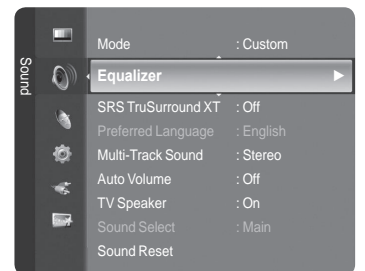 Sound
Mode : Custom
Equalizer
SRS TruSurround XT : Off
Preferred Language : English
Multi-Track Sound : Stereo
Auto Volume : Off
TV Speaker : On
Sound Select : Main
Sound Reset